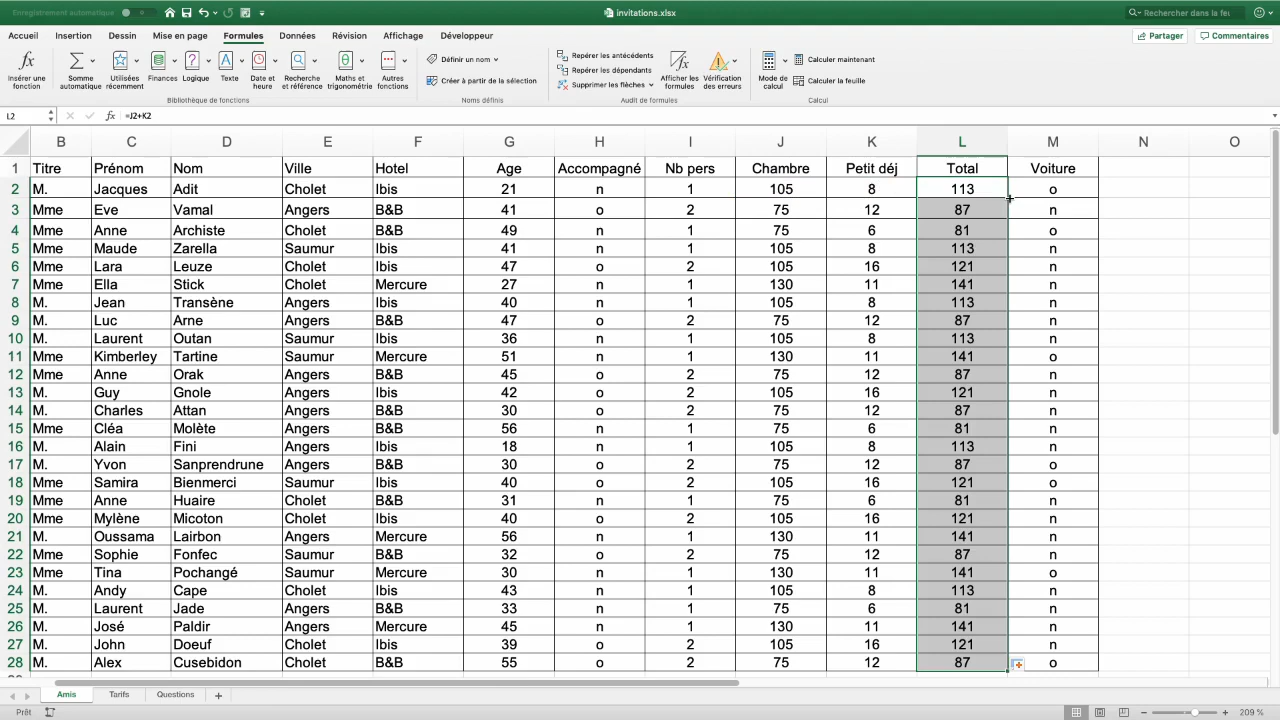 Enregistrement automatique
invitations.xlsx
Rechercher dans la feu
Accueil Insertion Dessin Mise en page Formules Données Révision Affichage Développeur
Partager Commentaires
Insérer une fonction
Somme automatique
Utilisées récemment
Finances
Logique
Texte
Date et heure
Recherche et référence
Maths et trigonométrie
Autres fonctions
Définir un nom
Créer à partir de la sélection
Repérer les antécédents
Repérer les dépendants
Supprimer les flèches
Afficher les formules
Vérification des erreurs
Mode de calcul
Calculer maintenant
Calculer la feuille
Bibliothèque de fonctions Noms définis Audit de formules Calcul
L2 fx =J2+K2
B C D E F G H I J K L M N O
1 Titre Prénom Nom Ville Hotel Age Accompagné Nb pers Chambre Petit déj Total Voiture
2 M. Jacques Adit Cholet Ibis 21 n 1 105 8 113 o
3 Mme Eve Vamal Angers B&B 41 o 2 75 12 87 n
4 Mme Anne Archiste Cholet B&B 49 n 1 75 6 81 o
5 Mme Maude Zarella Saumur Ibis 41 n 1 105 8 113 n
6 Mme Lara Leuze Cholet Ibis 47 o 2 105 16 121 n
7 Mme Ella Stick Cholet Mercure 27 n 1 130 11 141 n
8 M. Jean Transène Angers Ibis 40 n 1 105 8 113 n
9 M. Luc Arne Angers B&B 47 o 2 75 12 87 n
10 M. Laurent Outan Saumur Ibis 36 n 1 105 8 113 n
11 Mme Kimberley Tartine Saumur Mercure 51 n 1 130 11 141 o
12 Mme Anne Orak Angers B&B 45 o 2 75 12 87 n
13 M. Guy Gnole Angers Ibis 42 o 2 105 16 121 n
14 M. Charles Attan Angers B&B 30 o 2 75 12 87 n
15 Mme Cléa Molète Angers B&B 56 n 1 75 6 81 n
16 M. Alain Fini Angers Ibis 18 n 1 105 8 113 n
17 M. Yvon Sanprendrune Angers B&B 30 o 2 75 12 87 o
18 Mme Samira Bienmerci Saumur Ibis 40 o 2 105 16 121 o
19 Mme Anne Huaire Cholet B&B 31 n 1 75 6 81 n
20 Mme Mylène Micoton Cholet Ibis 40 o 2 105 16 121 n
21 M. Oussama Lairbon Angers Mercure 56 n 1 130 11 141 n
22 Mme Sophie Fonfec Saumur B&B 32 o 2 75 12 87 n
23 Mme Tina Pochangé Saumur Mercure 30 n 1 130 11 141 o
24 M. Andy Cape Cholet Ibis 43 n 1 105 8 113 n
25 M. Laurent Jade Angers B&B 33 n 1 75 6 81 n
26 M. José Paldir Angers Mercure 45 n 1 130 11 141 n
27 M. John Doeuf Cholet Ibis 39 o 2 105 16 121 n
28 M. Alex Cusebidon Cholet B&B 55 o 2 75 12 87 o
Amis Tarifs Questions
Prêt 209 %